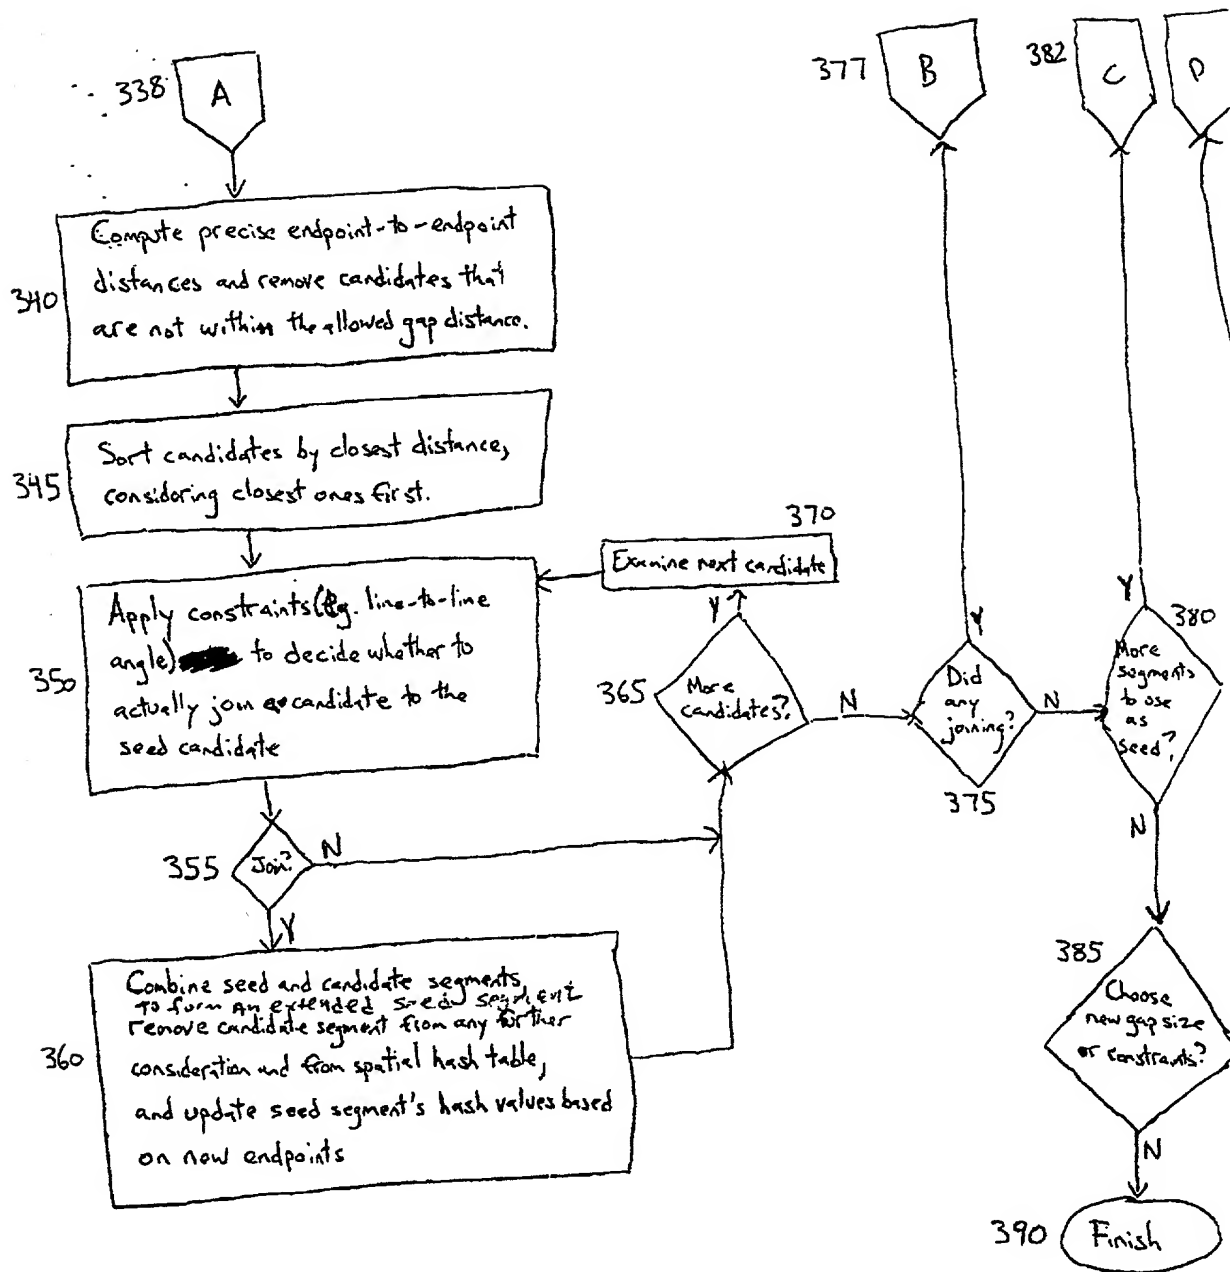 338
A
377
B
382
C
D
340
Compute precise endpoint-to-endpoint
distances and remove candidates that
are not within the allowed gap distance.
345
Sort candidates by closest distance,
considering closest ones first.
370
Examine next candidate
350
Apply constraints (e.g. line-to-line
angle) to decide whether to
actually join candidate to the
seed candidate
Y
365
More
candidates?
N
Y
Did
any
joining?
375
N
Y
380
More
segments
to use
as
seed?
N
355
Join?
N
Y
360
Combine seed and candidate segments
to form an extended seed segment
remove candidate segment from any further
consideration and from spatial hash table,
and update seed segment's hash values based
on new endpoints
385
Choose
new gap size
or constraints?
N
390
Finish